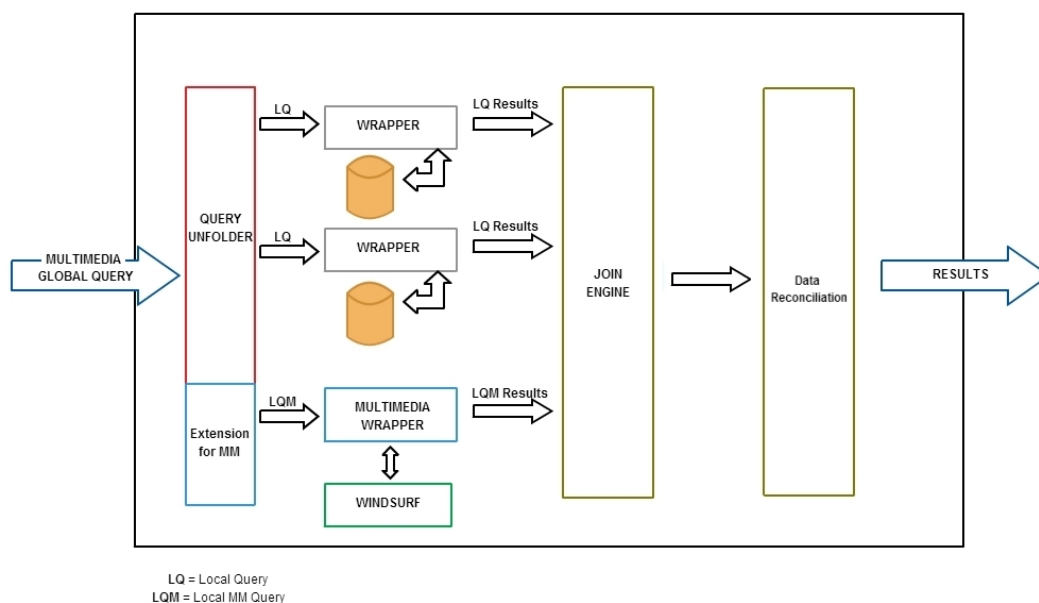 LQ
WRAPPER
LQ Results
QUERY
UNFOLDER
LQ
WRAPPER
LQ Results
MULTIMEDIA
GLOBAL QUERY
JOIN
ENGINE
Data
Reconciliation
RESULTS
Extension
for MM
LQM
MULTIMEDIA
WRAPPER
LQM Results
WINDSURF
LQ = Local Query
LQM = Local MM Query